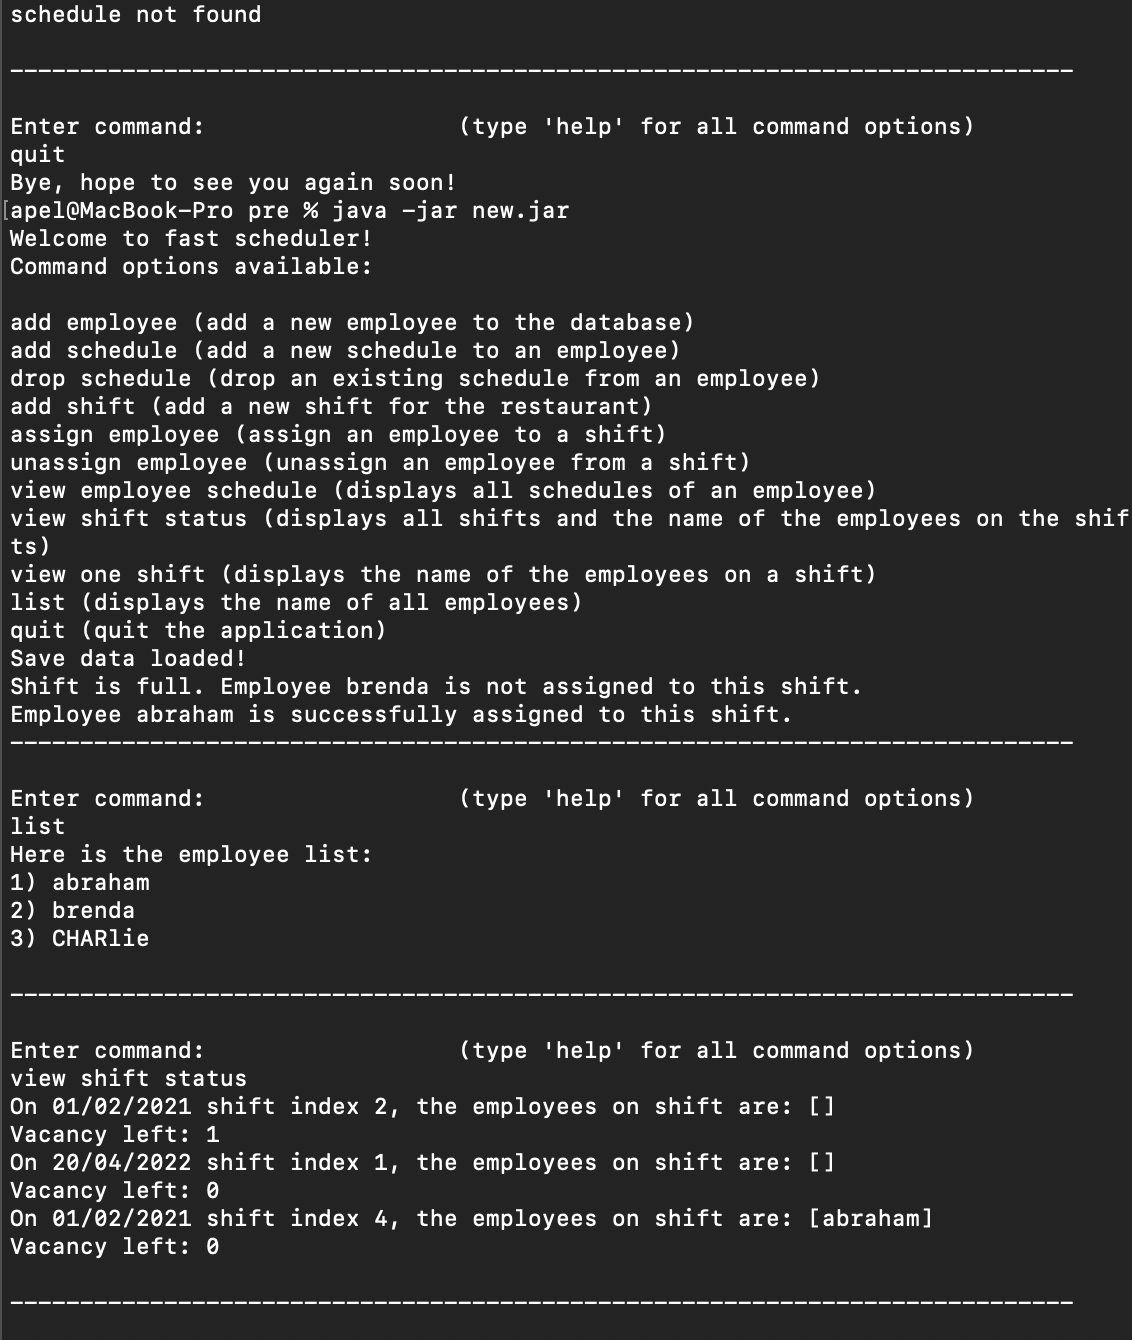 schedule not found
____________________________________________________________________________
Enter command:                  (type 'help' for all command options)
quit
Bye, hope to see you again soon!
[apel@MacBook-Pro pre % java -jar new.jar
Welcome to fast scheduler!
Command options available:
add employee (add a new employee to the database)
add schedule (add a new schedule to an employee)
drop schedule (drop an existing schedule from an employee)
add shift (add a new shift for the restaurant)
assign employee (assign an employee to a shift)
unassign employee (unassign an employee from a shift)
view employee schedule (displays all schedules of an employee)
view shift status (displays all shifts and the name of the employees on the shif
ts)
view one shift (displays the name of the employees on a shift)
list (displays the name of all employees)
quit (quit the application)
Save data loaded!
Shift is full. Employee brenda is not assigned to this shift.
Employee abraham is successfully assigned to this shift.
____________________________________________________________________________
Enter command:                  (type 'help' for all command options)
list
Here is the employee list:
1) abraham
2) brenda
3) CHARlie
____________________________________________________________________________
Enter command:                  (type 'help' for all command options)
view shift status
On 01/02/2021 shift index 2, the employees on shift are: []
Vacancy left: 1
On 20/04/2022 shift index 1, the employees on shift are: []
Vacancy left: 0
On 01/02/2021 shift index 4, the employees on shift are: [abraham]
Vacancy left: 0
____________________________________________________________________________